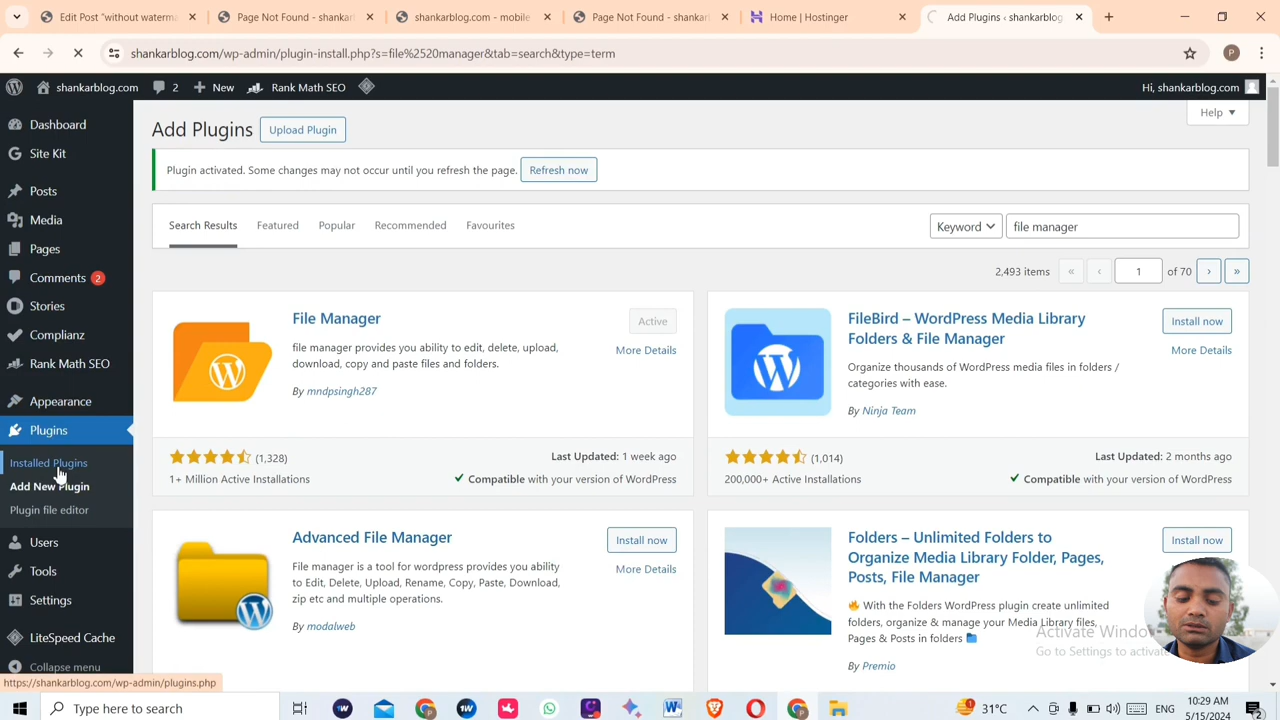 Edit Post "without waterma
Page Not Found - shankarl
shankarblog.com - mobile
Page Not Found - shankarl
Home | Hostinger
Add Plugins ‹ shankarblog
shankarblog.com/wp-admin/plugin-install.php?s=file%2520manager&tab=search&type=term
P
shankarblog.com
2
New
Rank Math SEO
Hi, shankarblog.com
Dashboard
Site Kit
Posts
Media
Pages
Comments 2
Stories
Complianz
Rank Math SEO
Appearance
Plugins
Installed Plugins
Add New Plugin
Plugin file editor
Users
Tools
Settings
LiteSpeed Cache
Collapse menu
https://shankarblog.com/wp-admin/plugins.php
Help
Add Plugins
Upload Plugin
Plugin activated. Some changes may not occur until you refresh the page. Refresh now
Search Results
Featured
Popular
Recommended
Favourites
Keyword
file manager
2,493 items « ‹ 1 of 70 › »
File Manager
Active
More Details
file manager provides you ability to edit, delete, upload,
download, copy and paste files and folders.
By mndpsingh287
(1,328)
Last Updated: 1 week ago
1+ Million Active Installations
Compatible with your version of WordPress
FileBird – WordPress Media Library
Folders & File Manager
Install now
More Details
Organize thousands of WordPress media files in folders /
categories with ease.
By Ninja Team
(1,014)
Last Updated: 2 months ago
200,000+ Active Installations
Compatible with your version of WordPress
Advanced File Manager
Install now
More Details
File manager is a tool for wordpress provides you ability
to Edit, Delete, Upload, Rename, Copy, Paste, Download,
zip etc and multiple operations.
By modalweb
Folders – Unlimited Folders to
Organize Media Library Folder, Pages,
Posts, File Manager
Install now
With the Folders WordPress plugin create unlimited
folders, organize & manage your Media Library files,
Pages & Posts in folders
By Premio
Activate Windo
Go to Settings to activate
Type here to search
31°C
ENG
10:29 AM
5/15/2024